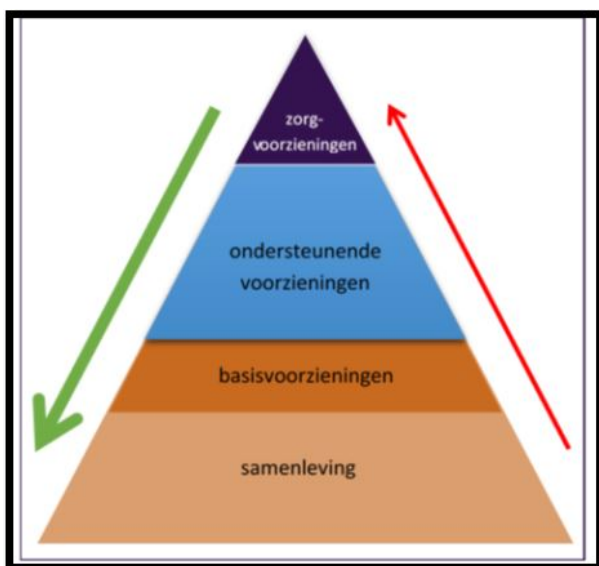 zorg-
voorzieningen
ondersteunende
voorzieningen
basisvoorzieningen
samenleving